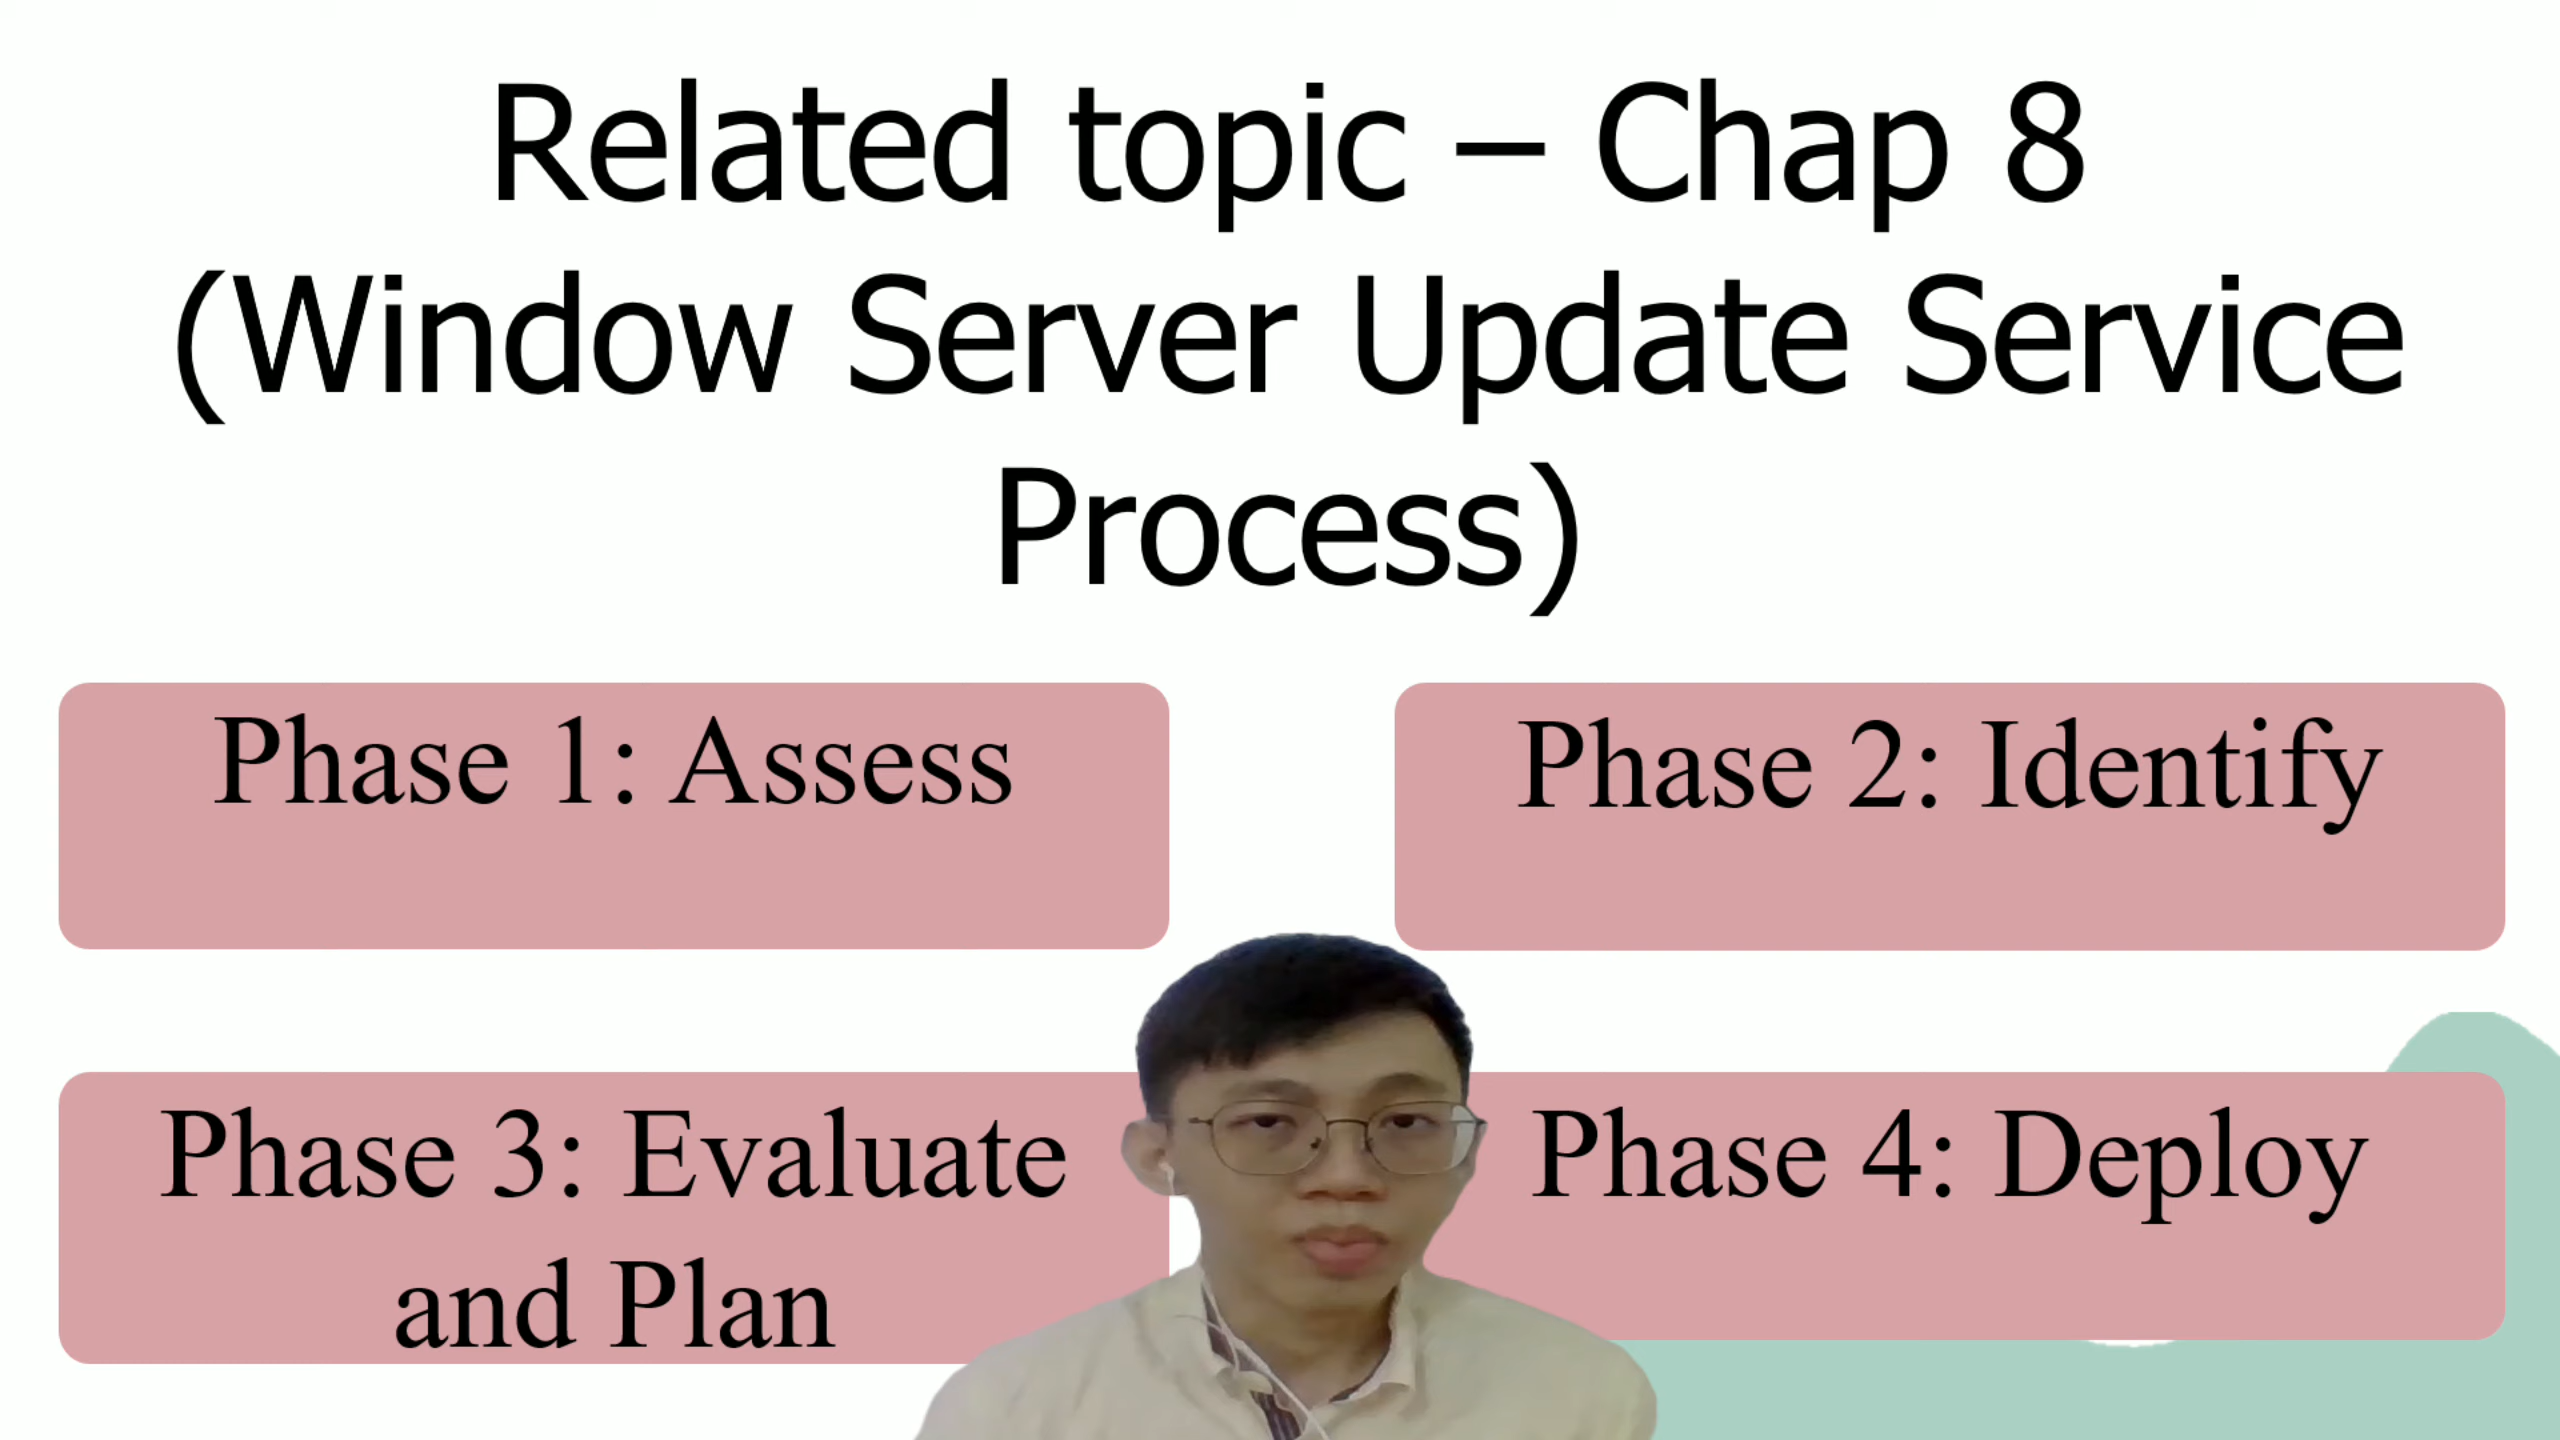 Related topic – Chap 8
(Window Server Update Service
Process)
Phase 1: Assess
Phase 2: Identify
Phase 3: Evaluate
and Plan
Phase 4: Deploy